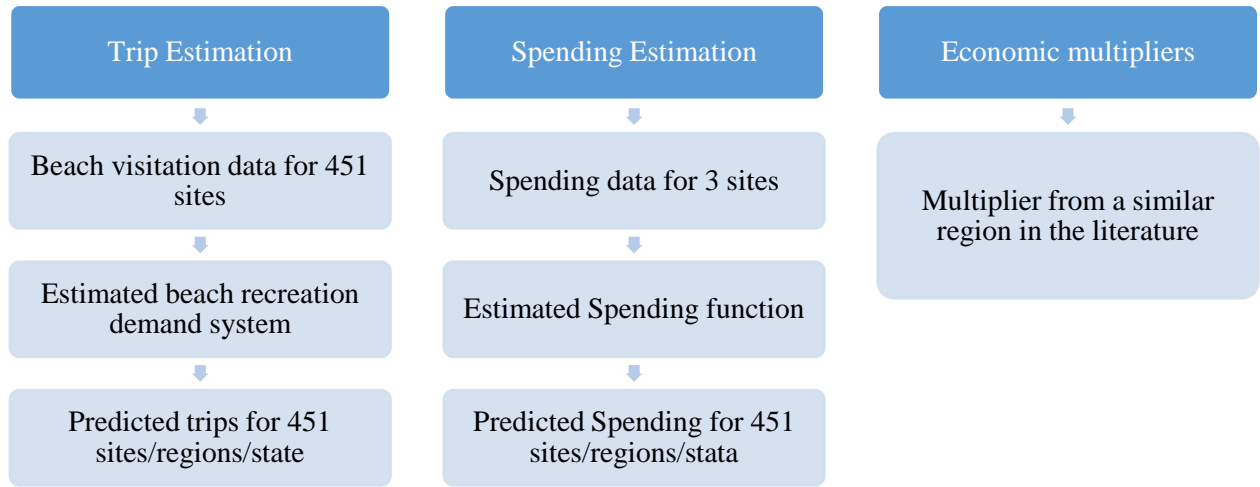 Trip Estimation
Beach visitation data for 451
sites
Estimated beach recreation
demand system
Predicted trips for 451
sites/regions/state
Spending Estimation
Spending data for 3 sites
Estimated Spending function
Predicted Spending for 451
sites/regions/stata
Economic multipliers
Multiplier from a similar
region in the literature